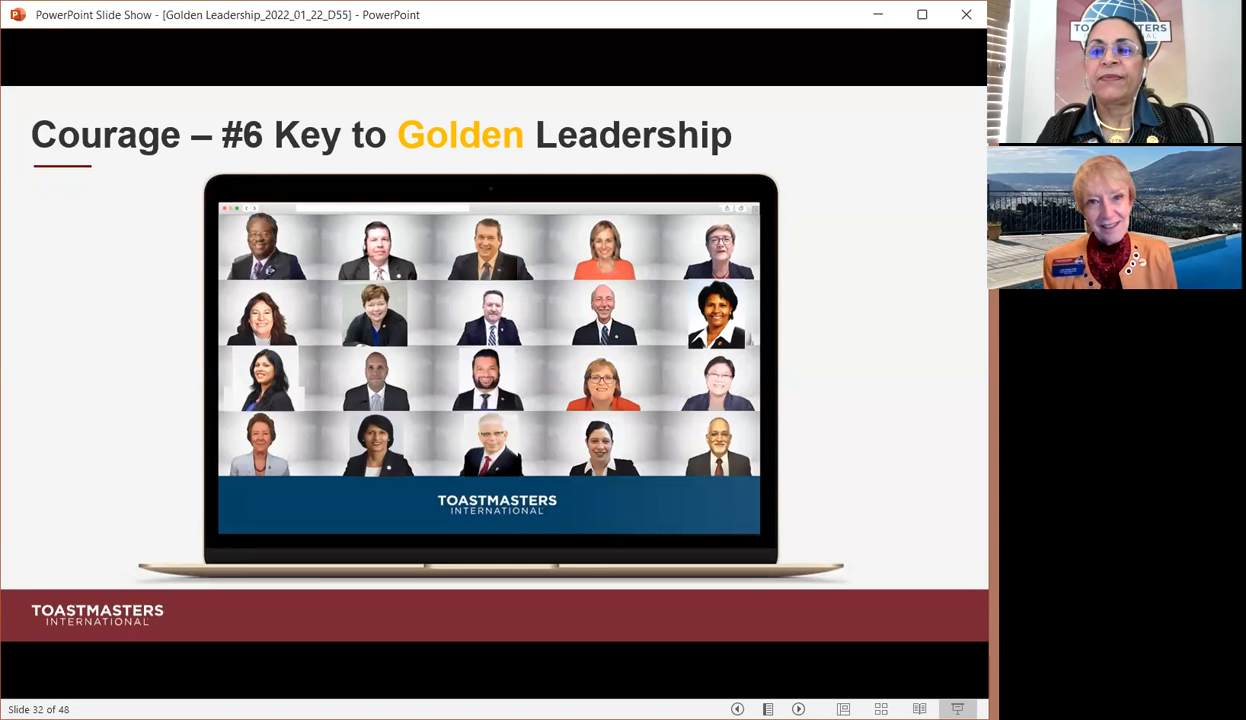 PowerPoint Slide Show - [Golden Leadership_2022_01_22_D55] - PowerPoint
Courage – #6 Key to Golden Leadership
TOASTMASTERS
INTERNATIONAL
TOASTMASTERS
INTERNATIONAL
Slide 32 of 48